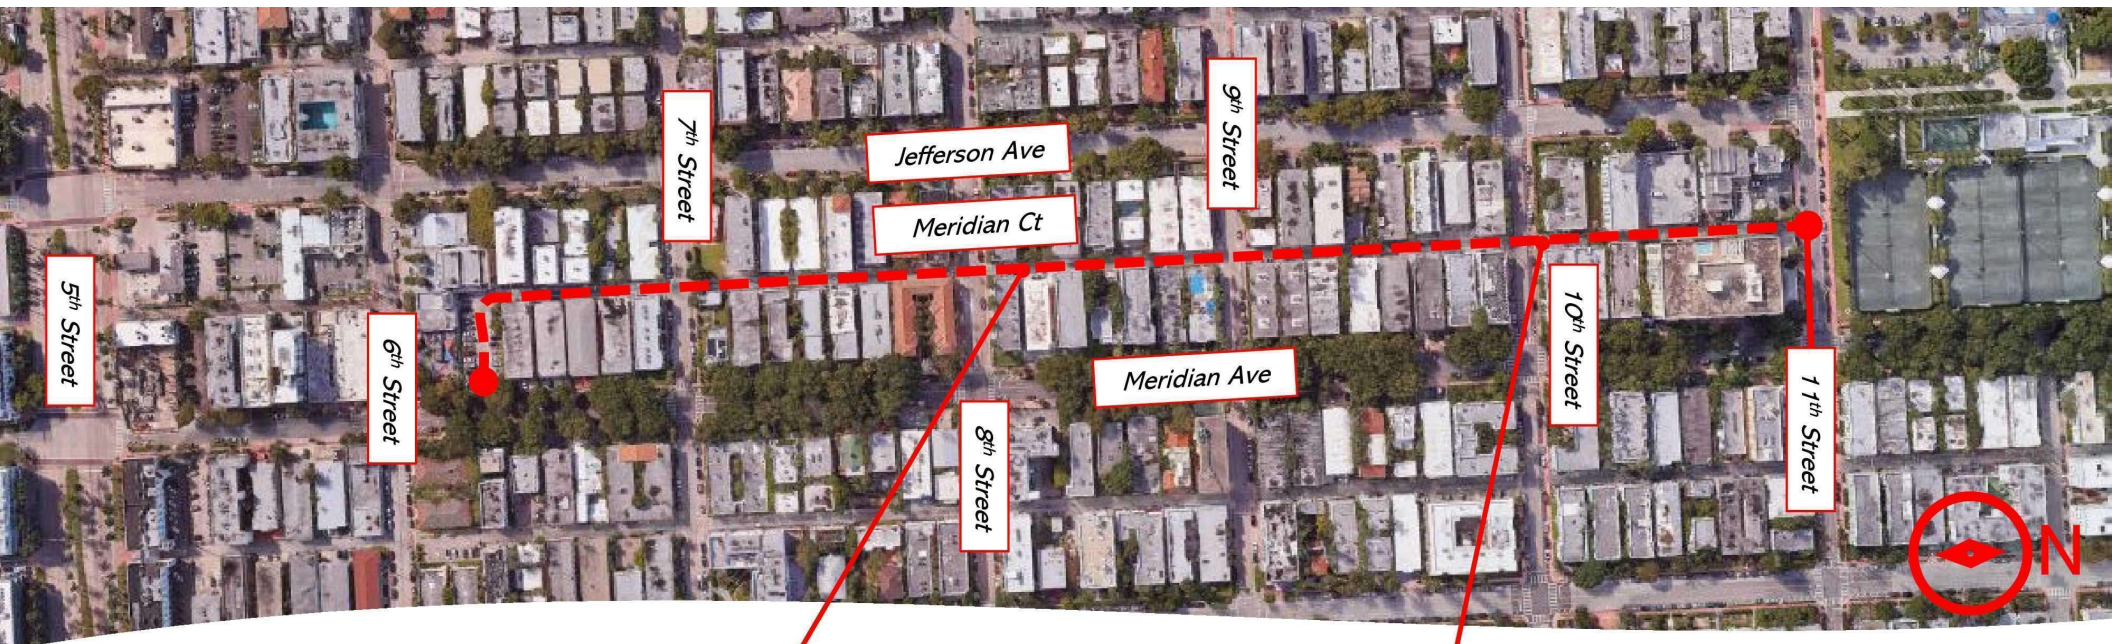 9th Street
7th Street
Jefferson Ave
Meridian Ct
5th Street
10th Street
6th Street
Meridian Ave
11th Street
8th Street
N